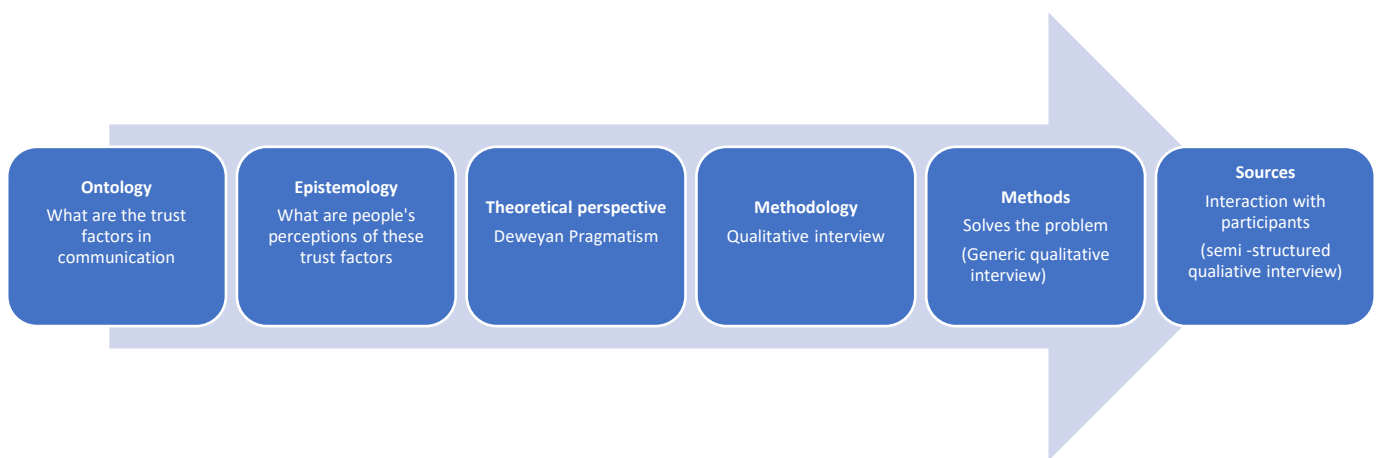 Ontology
What are the trust
factors in
communication
Epistemology
What are people's
perceptions of these
trust factors
Theoretical perspective
Deweyan Pragmatism
Methodology
Qualitative interview
Methods
Solves the problem
(Generic qualitative
interview)
Sources
Interaction with
participants
(semi -structured
qualiative interview)